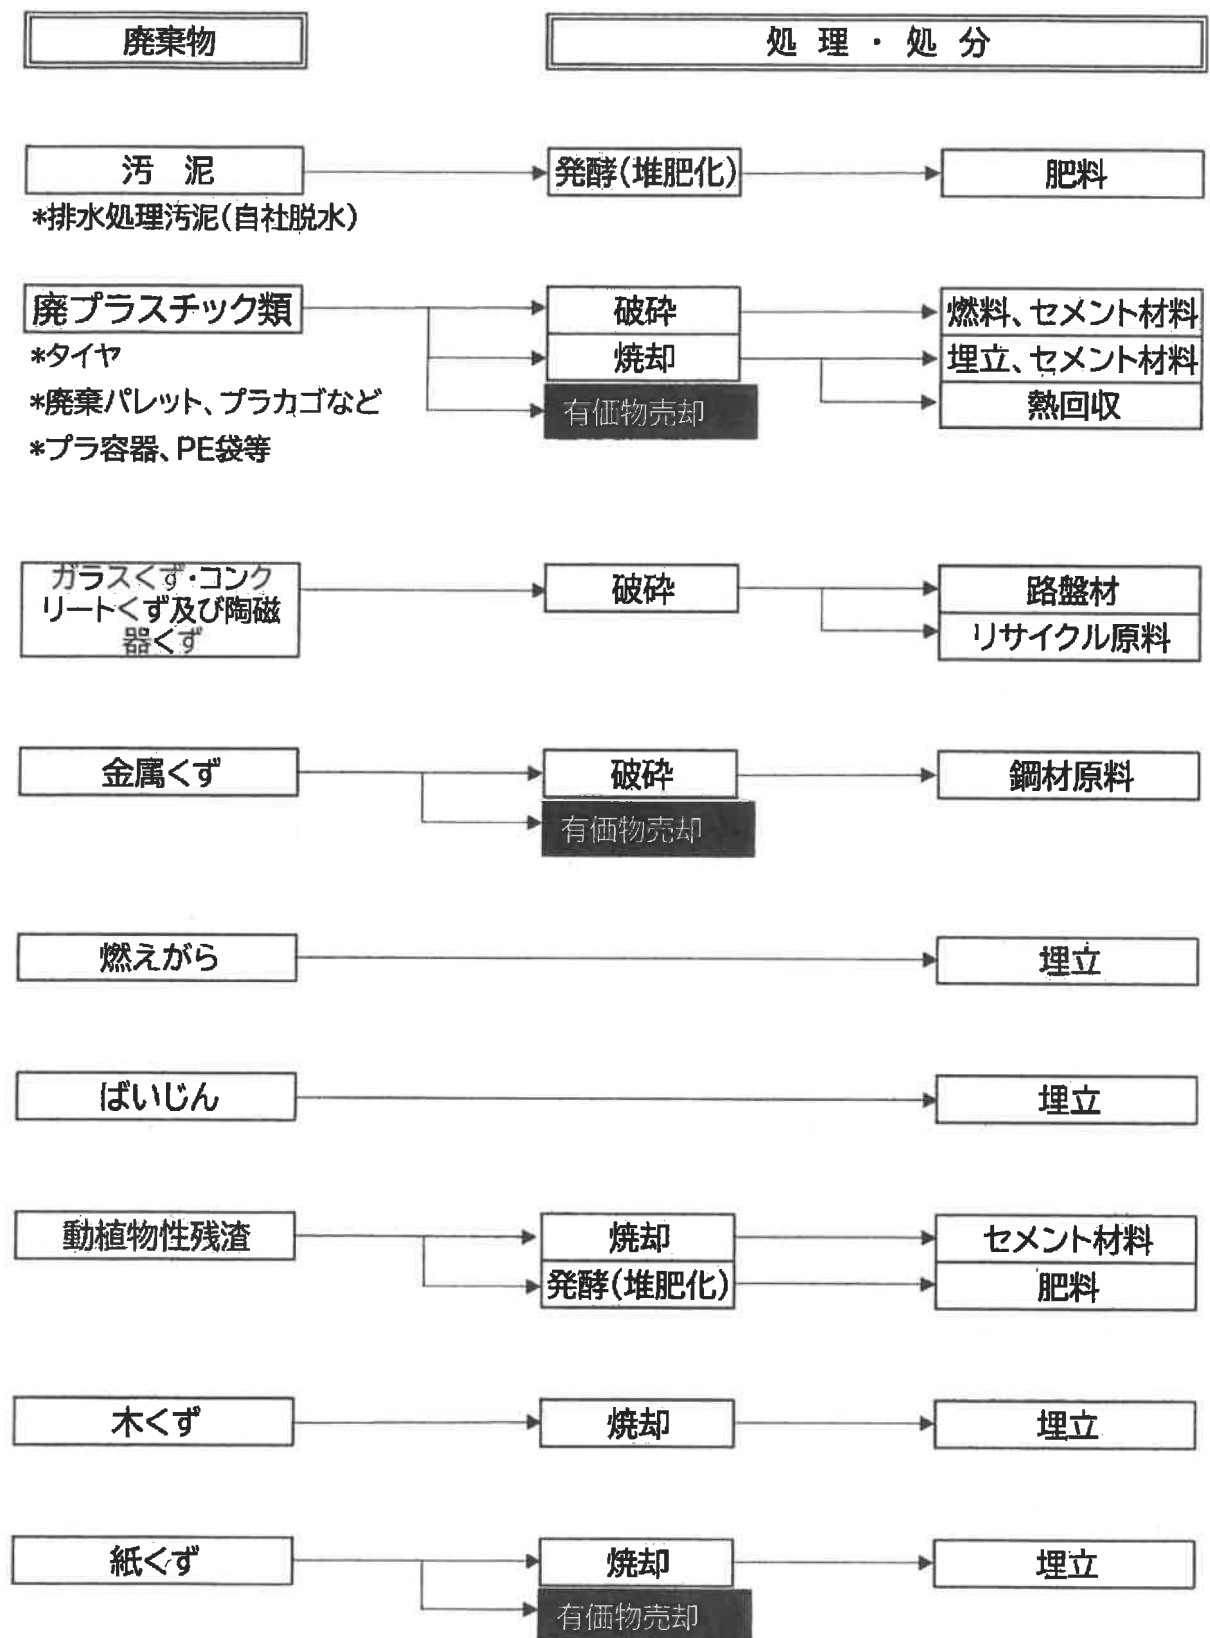 廃棄物
処 理 ・ 処 分
汚 泥
発酵(堆肥化)
肥料
*排水処理汚泥(自社脱水)
廃プラスチック類
破砕
燃料、セメント材料
*タイヤ
焼却
埋立、セメント材料
*廃棄パレット、プラカゴなど
有価物売却
熱回収
*プラ容器、PE袋等
ガラスくず・コンク
リートくず及び陶磁
器くず
破砕
路盤材
リサイクル原料
金属くず
破砕
鋼材原料
有価物売却
燃えがら
埋立
ばいじん
埋立
動植物性残渣
焼却
セメント材料
発酵(堆肥化)
肥料
木くず
焼却
埋立
紙くず
焼却
埋立
有価物売却